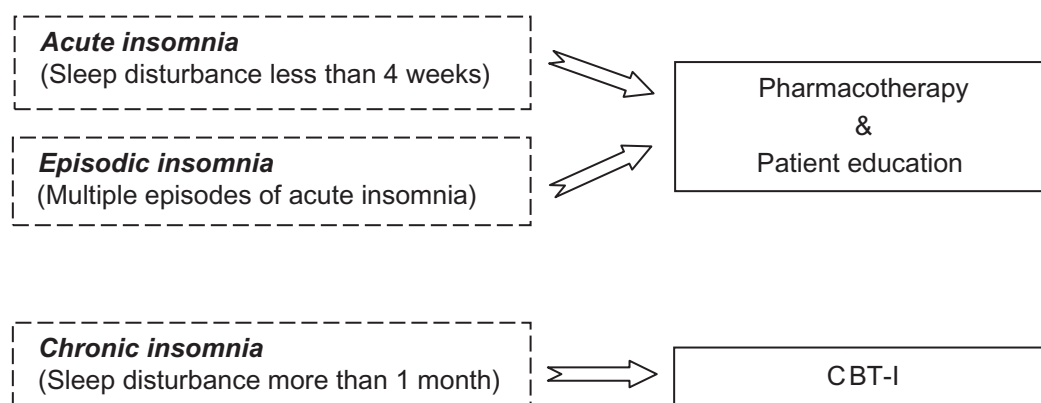 Acute insomnia
(Sleep disturbance less than 4 weeks)
Pharmacotherapy
&
Patient education
Episodic insomnia
(Multiple episodes of acute insomnia)
Chronic insomnia
(Sleep disturbance more than 1 month)
CBT-I